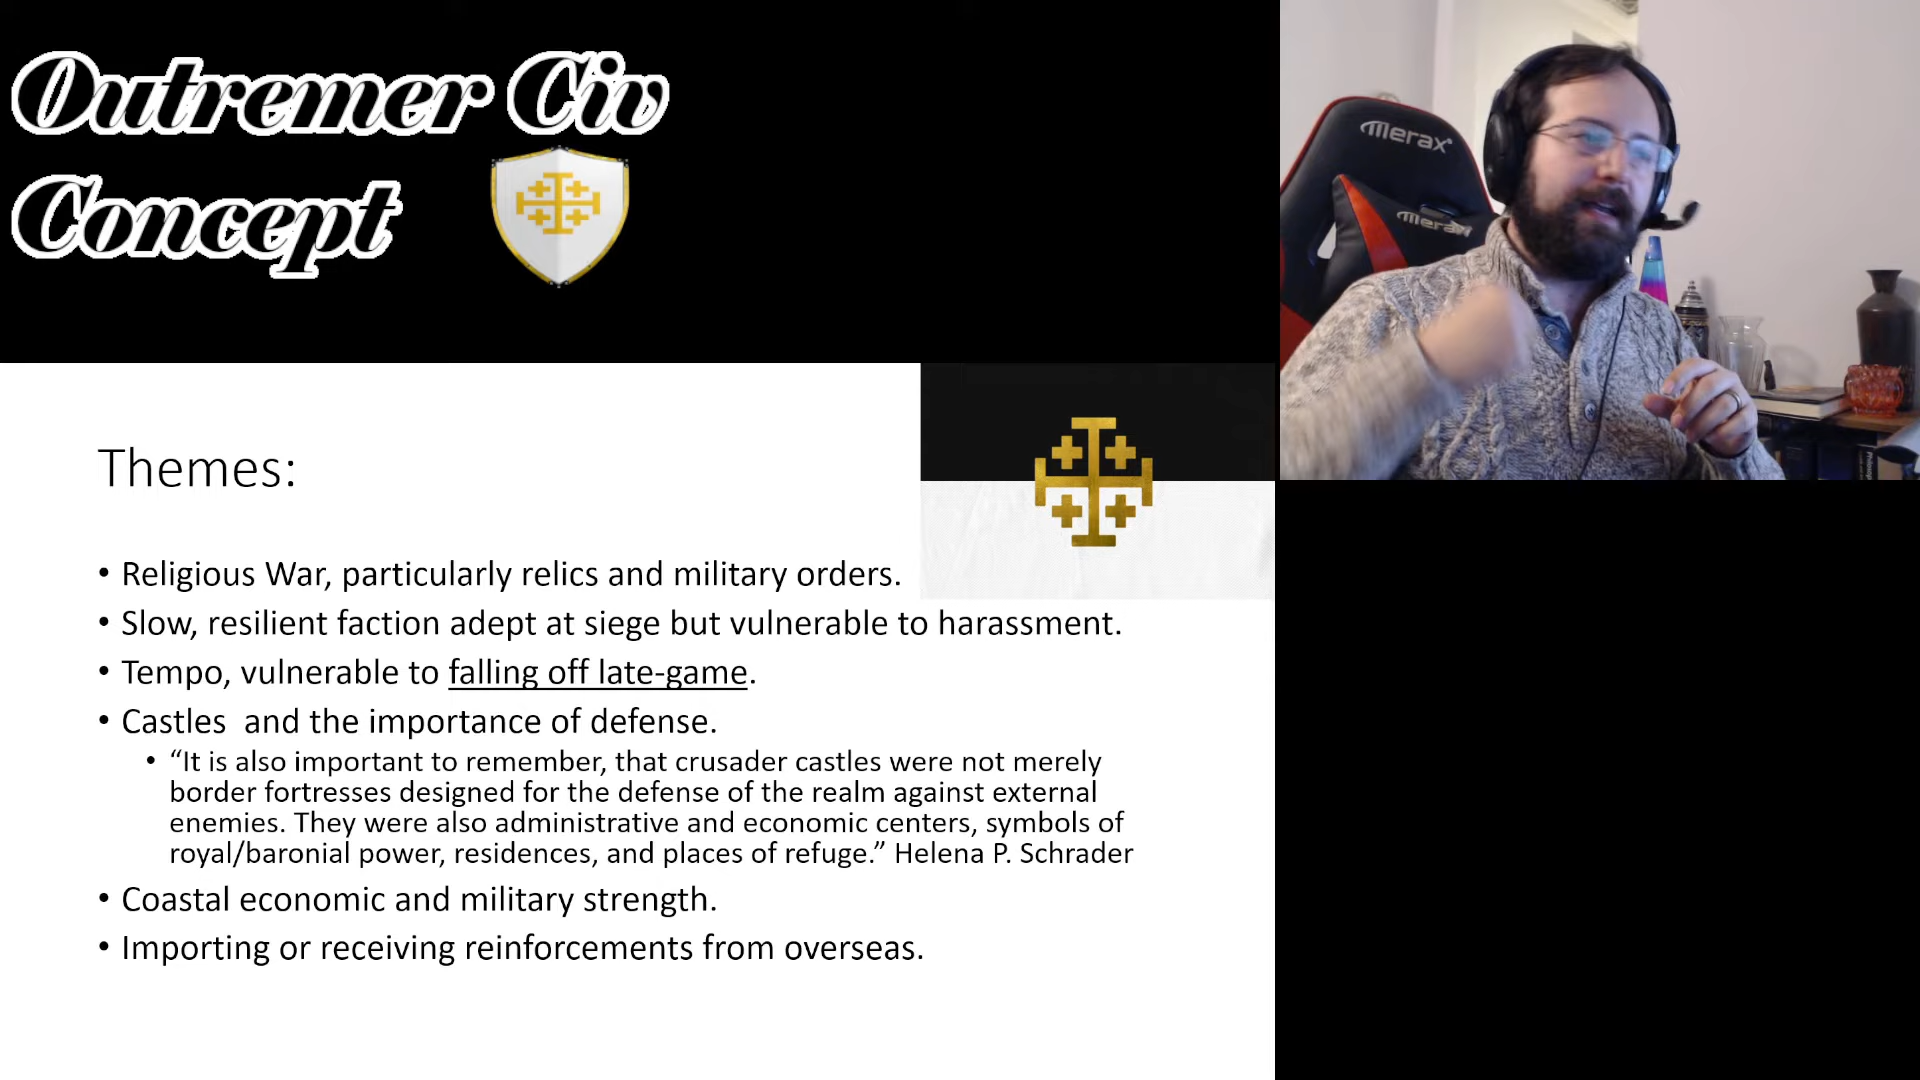 Outremer Civ
Concept
merax
merax
Themes:
• Religious War, particularly relics and military orders.
• Slow, resilient faction adept at siege but vulnerable to harassment.
• Tempo, vulnerable to falling off late-game.
• Castles  and the importance of defense.
• “It is also important to remember, that crusader castles were not merely
border fortresses designed for the defense of the realm against external
enemies. They were also administrative and economic centers, symbols of
royal/baronial power, residences, and places of refuge.” Helena P. Schrader
• Coastal economic and military strength.
• Importing or receiving reinforcements from overseas.